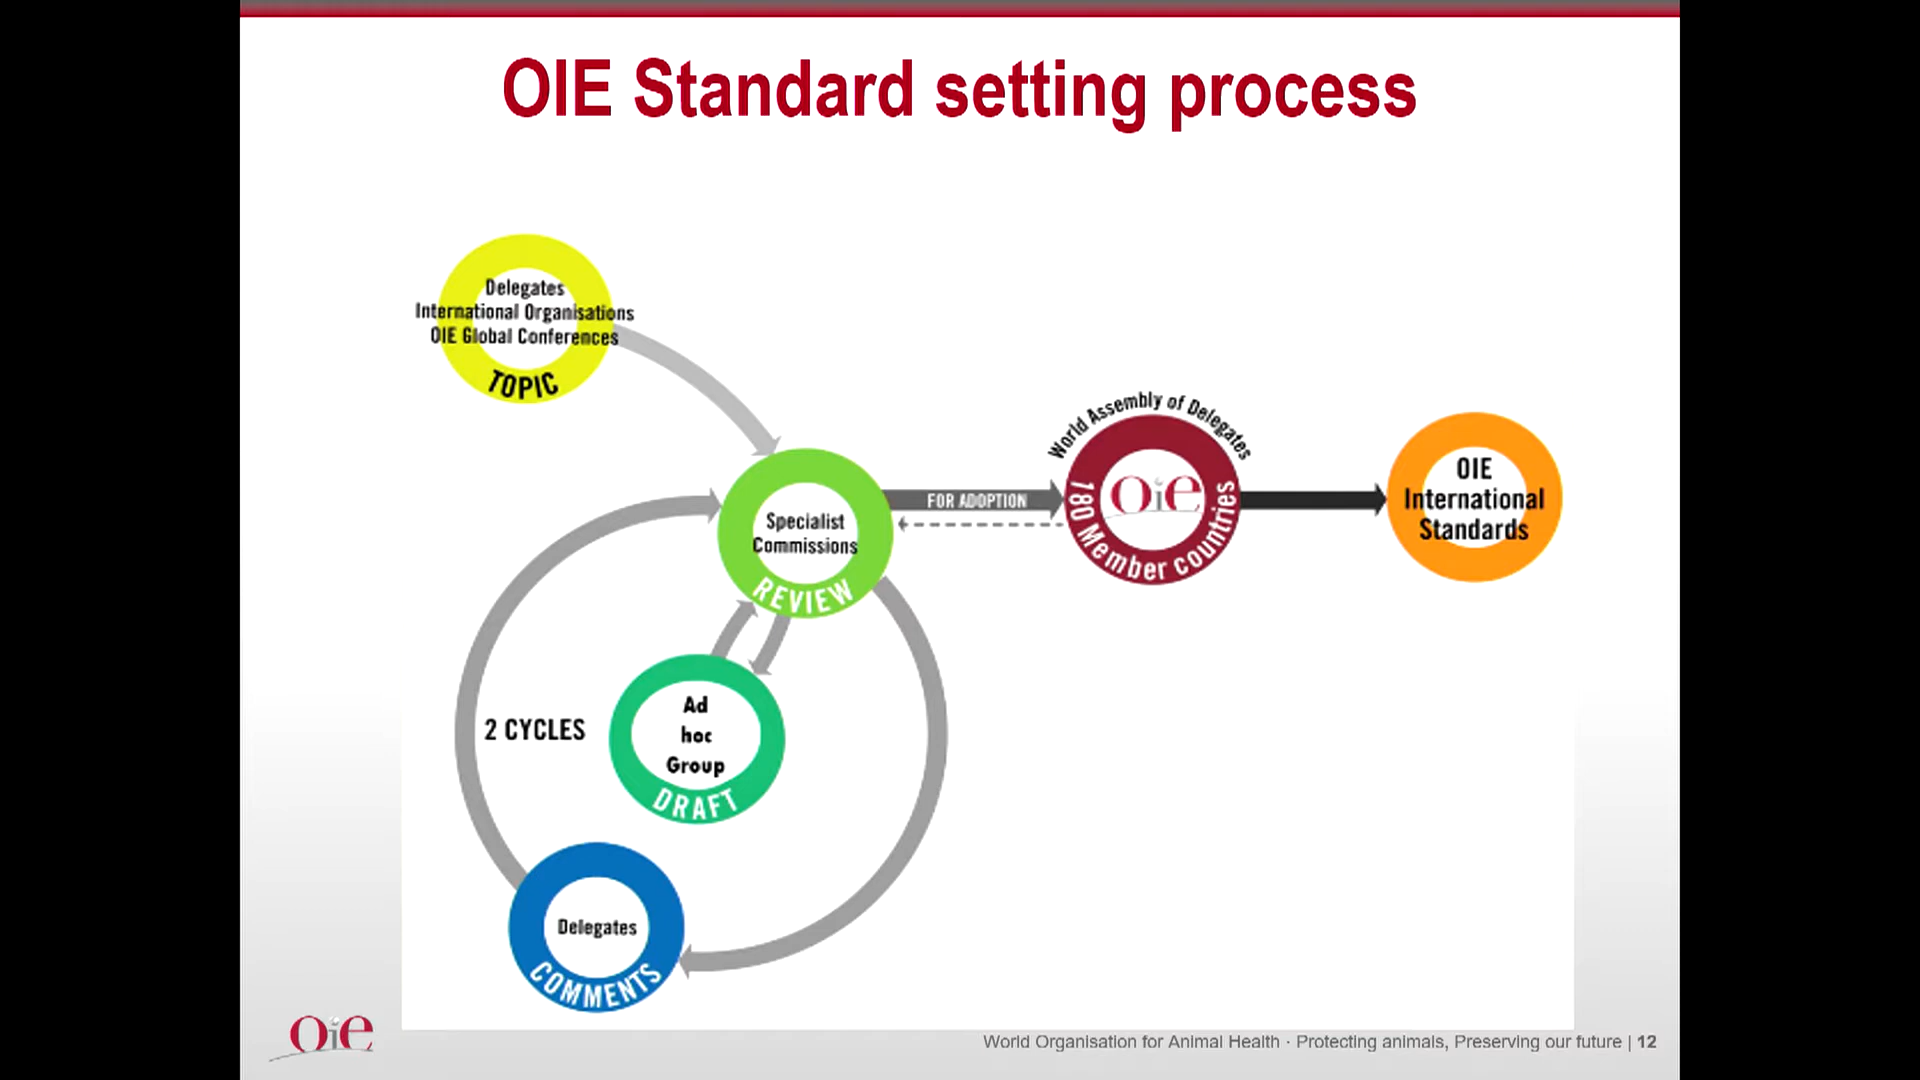 OIE Standard setting process
Delegates
International Organisations
OIE Global Conferences
TOPIC
Specialist
Commissions
REVIEW
FOR ADOPTION
World Assembly of Delegates
oie
180 Member countries
OIE
International
Standards
2 CYCLES
Ad
hoc
Group
DRAFT
Delegates
COMMENTS
oie
World Organisation for Animal Health · Protecting animals, Preserving our future | 12